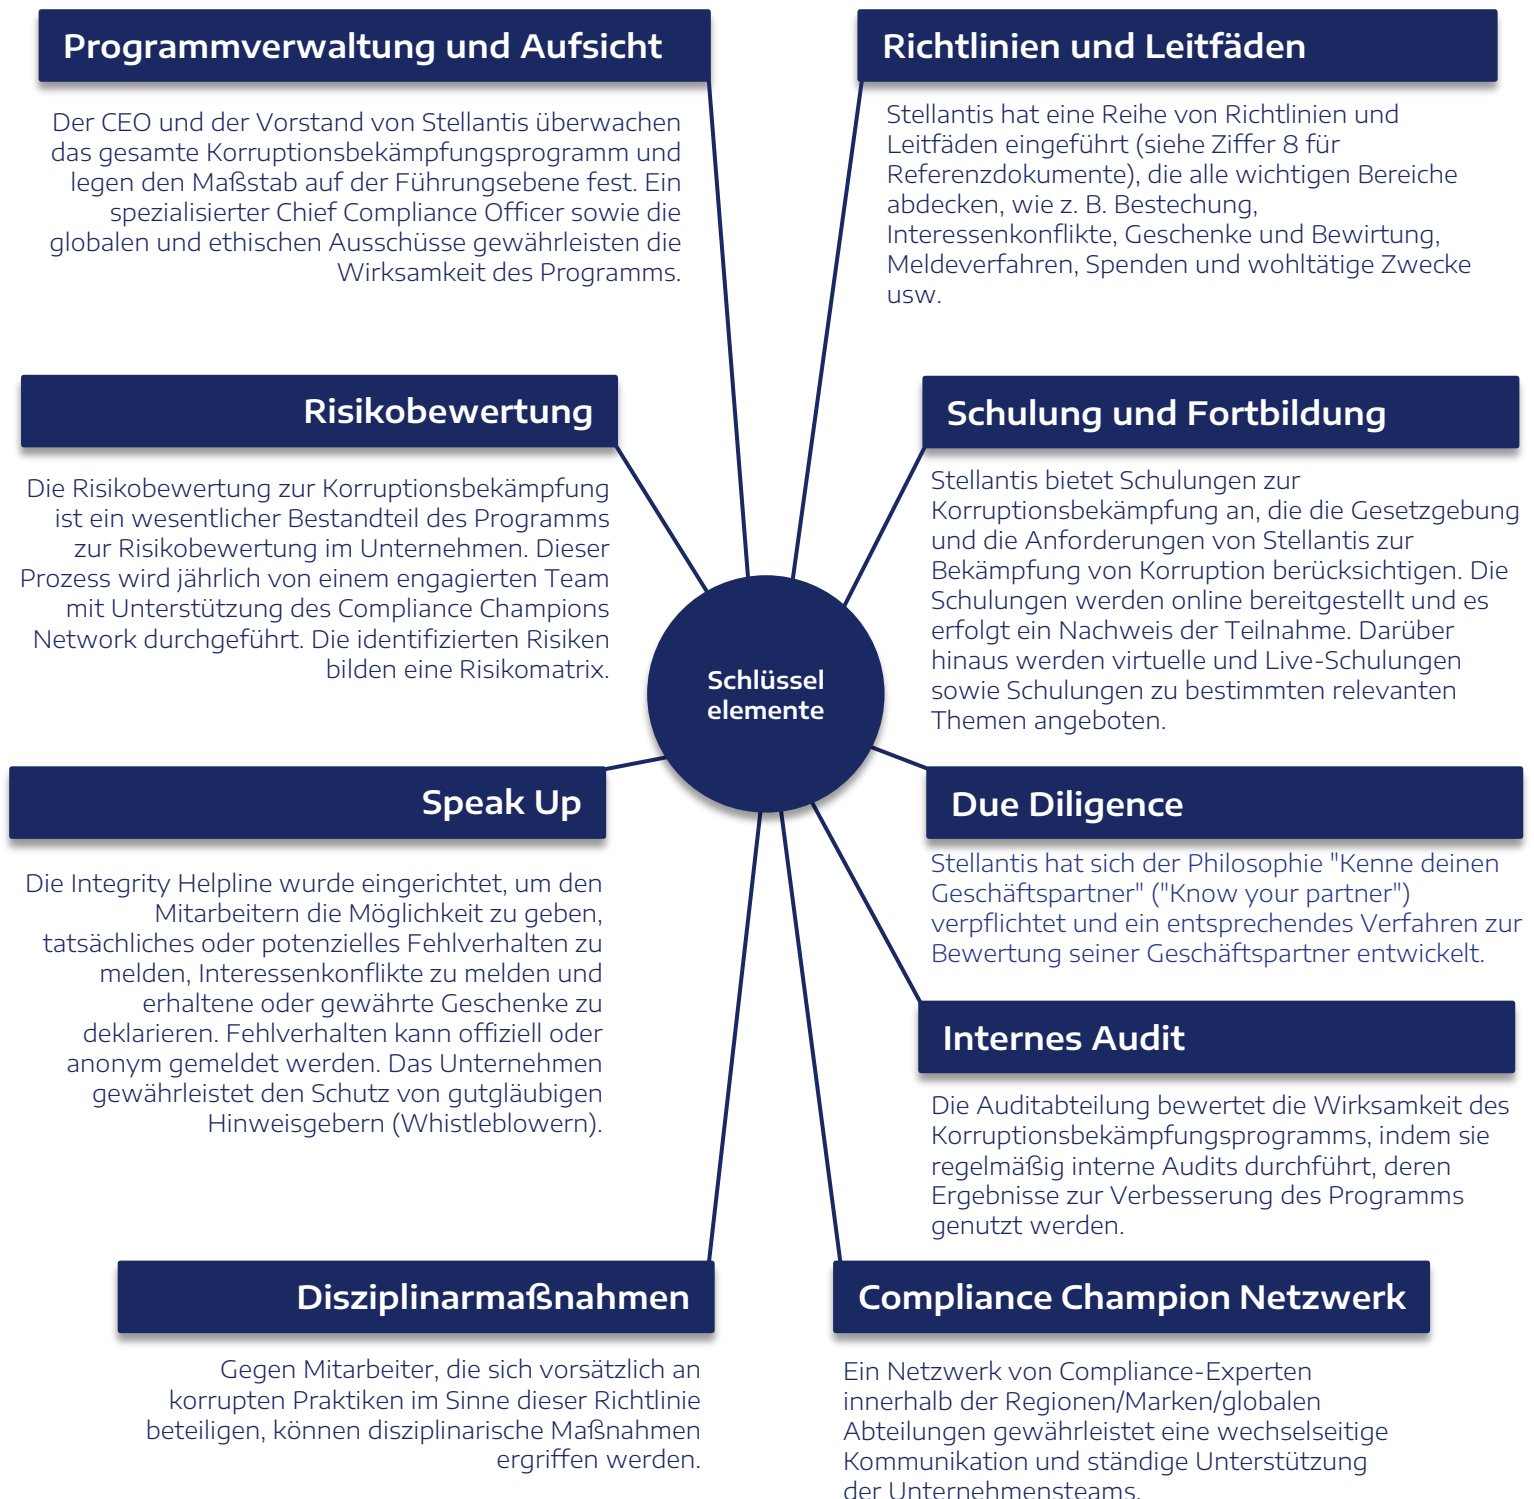 Programmverwaltung und Aufsicht
Der CEO und der Vorstand von Stellantis überwachen
das gesamte Korruptionsbekämpfungsprogramm und
legen den Maßstab auf der Führungsebene fest. Ein
spezialisierter Chief Compliance Officer sowie die
globalen und ethischen Ausschüsse gewährleisten die
Wirksamkeit des Programms.
Richtlinien und Leitfäden
Stellantis hat eine Reihe von Richtlinien und
Leitfäden eingeführt (siehe Ziffer 8 für
Referenzdokumente), die alle wichtigen Bereiche
abdecken, wie z. B. Bestechung,
Interessenkonflikte, Geschenke und Bewirtung,
Meldeverfahren, Spenden und wohltätige Zwecke
usw.
Risikobewertung
Die Risikobewertung zur Korruptionsbekämpfung
ist ein wesentlicher Bestandteil des Programms
zur Risikobewertung im Unternehmen. Dieser
Prozess wird jährlich von einem engagierten Team
mit Unterstützung des Compliance Champions
Network durchgeführt. Die identifizierten Risiken
bilden eine Risikomatrix.
Schulung und Fortbildung
Stellantis bietet Schulungen zur
Korruptionsbekämpfung an, die die Gesetzgebung
und die Anforderungen von Stellantis zur
Bekämpfung von Korruption berücksichtigen. Die
Schulungen werden online bereitgestellt und es
erfolgt ein Nachweis der Teilnahme. Darüber
hinaus werden virtuelle und Live-Schulungen
sowie Schulungen zu bestimmten relevanten
Themen angeboten.
Schlüssel
elemente
Speak Up
Die Integrity Helpline wurde eingerichtet, um den
Mitarbeitern die Möglichkeit zu geben,
tatsächliches oder potenzielles Fehlverhalten zu
melden, Interessenkonflikte zu melden und
erhaltene oder gewährte Geschenke zu
deklarieren. Fehlverhalten kann offiziell oder
anonym gemeldet werden. Das Unternehmen
gewährleistet den Schutz von gutgläubigen
Hinweisgebern (Whistleblowern).
Due Diligence
Stellantis hat sich der Philosophie "Kenne deinen
Geschäftspartner" ("Know your partner")
verpflichtet und ein entsprechendes Verfahren zur
Bewertung seiner Geschäftspartner entwickelt.
Internes Audit
Die Auditabteilung bewertet die Wirksamkeit des
Korruptionsbekämpfungsprogramms, indem sie
regelmäßig interne Audits durchführt, deren
Ergebnisse zur Verbesserung des Programms
genutzt werden.
Disziplinarmaßnahmen
Gegen Mitarbeiter, die sich vorsätzlich an
korrupten Praktiken im Sinne dieser Richtlinie
beteiligen, können disziplinarische Maßnahmen
ergriffen werden.
Compliance Champion Netzwerk
Ein Netzwerk von Compliance-Experten
innerhalb der Regionen/Marken/globalen
Abteilungen gewährleistet eine wechselseitige
Kommunikation und ständige Unterstützung
der Unternehmensteams.